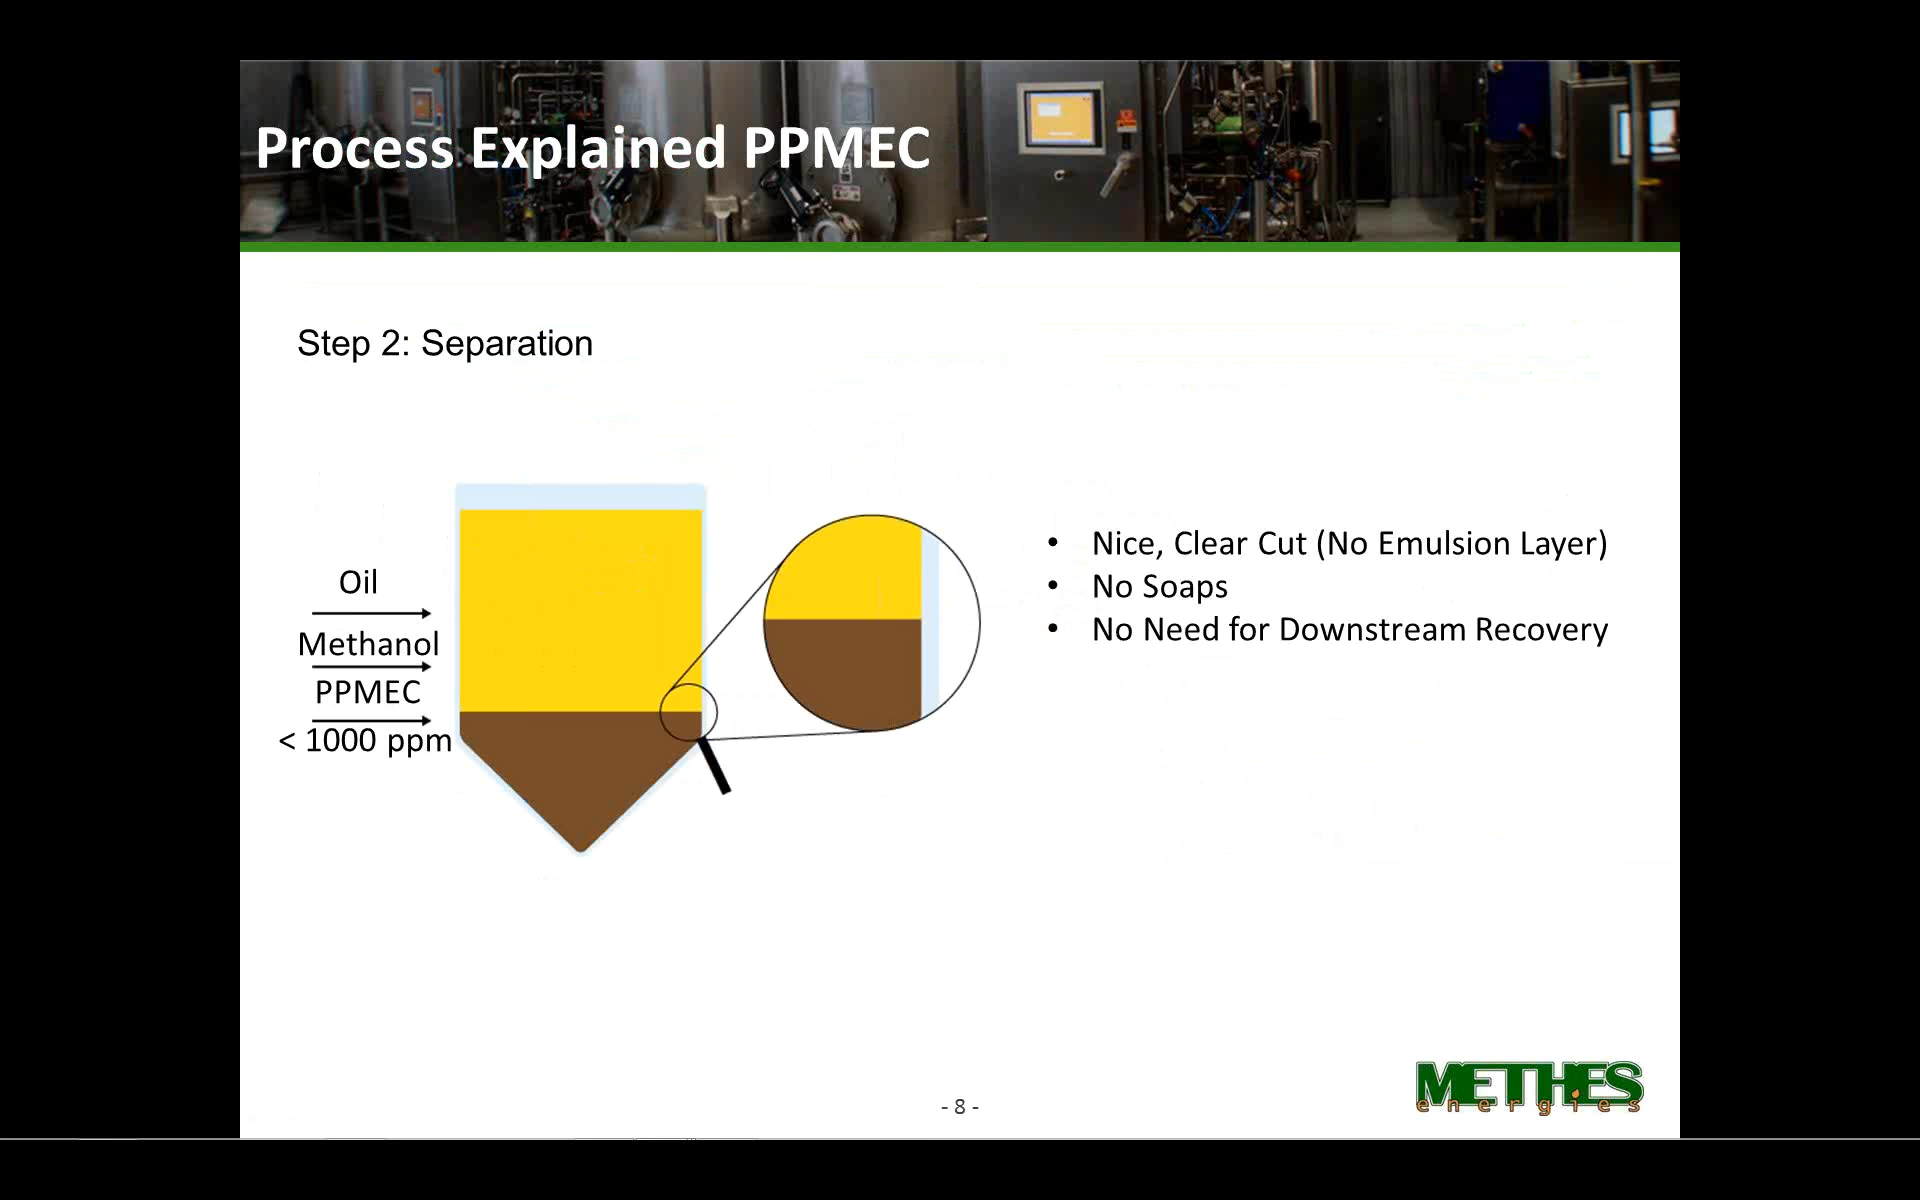 Process Explained PPMEC
Step 2: Separation
Oil
Methanol
PPMEC
< 1000 ppm
• Nice, Clear Cut (No Emulsion Layer)
• No Soaps
• No Need for Downstream Recovery
- 8 -
METHES
energies